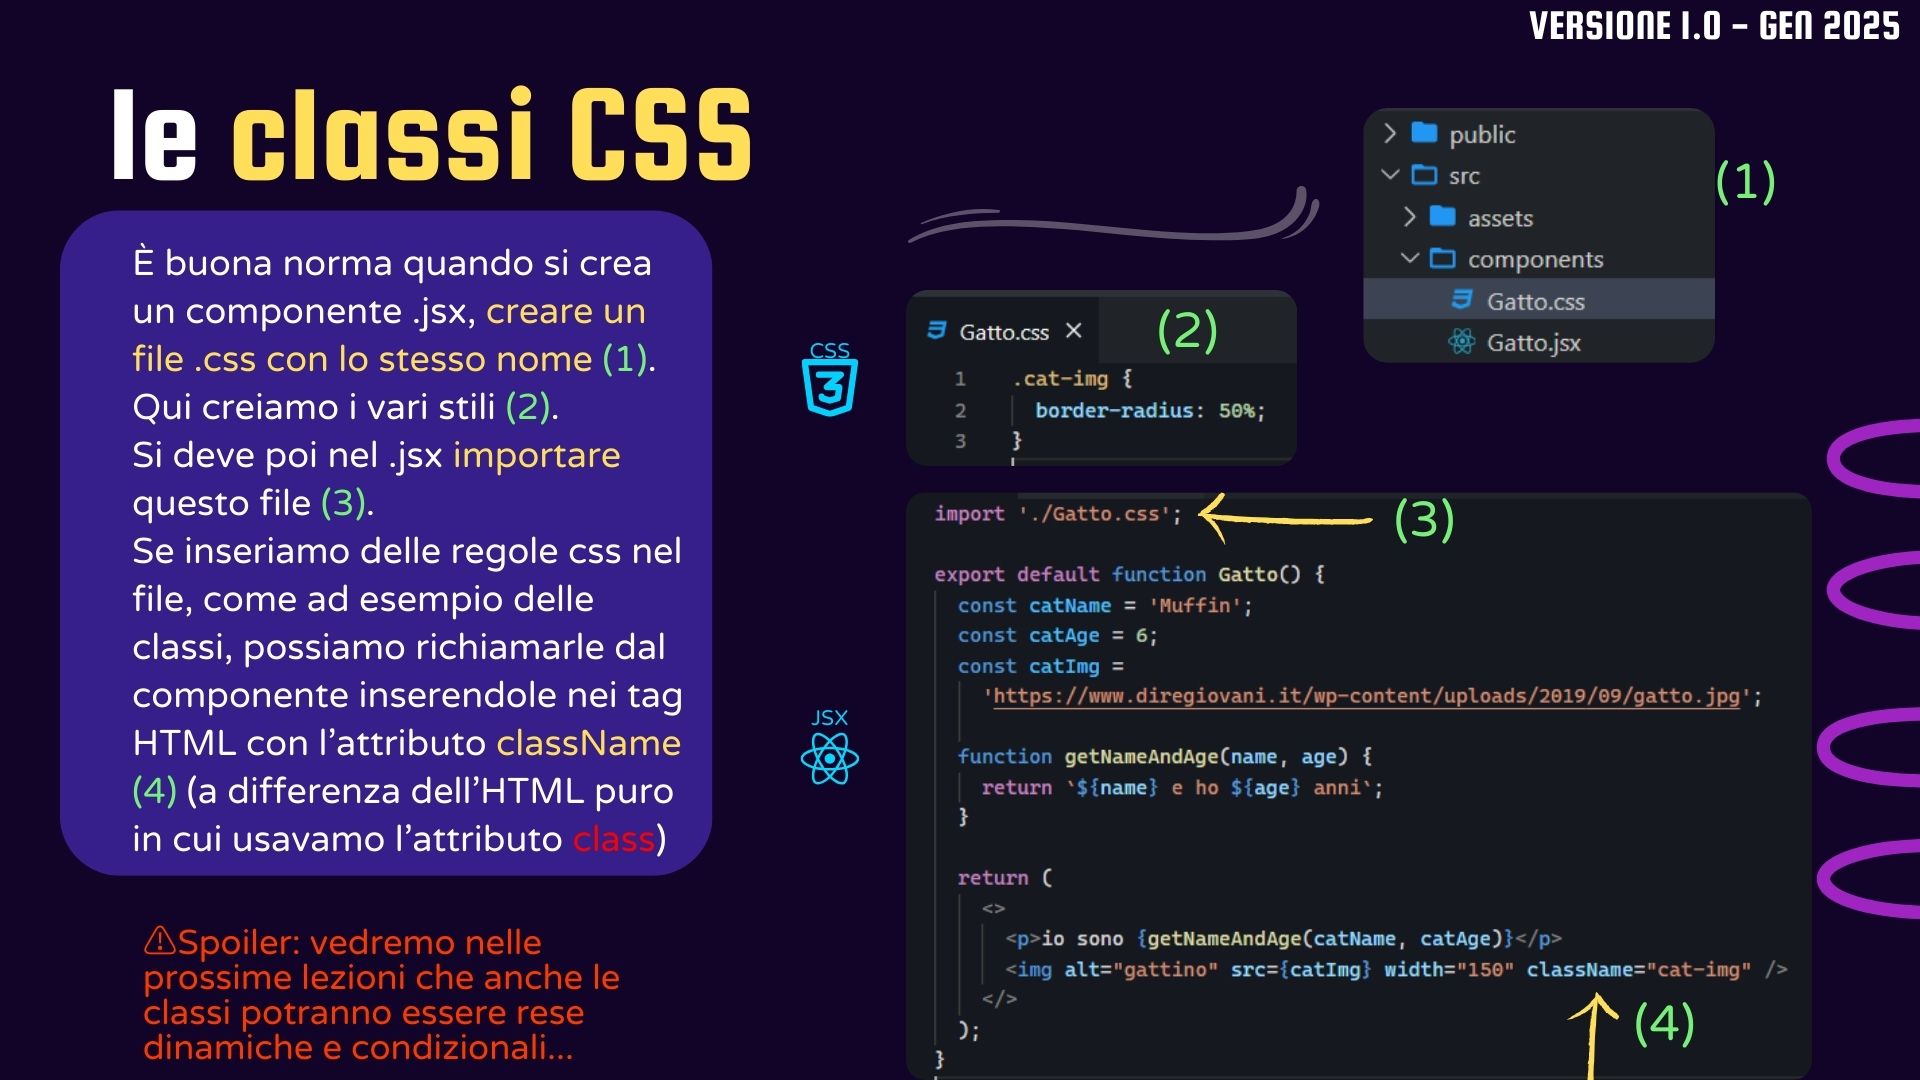 VERSIONE 1.0 - GEN 2025
le classi CSS
È buona norma quando si crea
un componente .jsx, creare un
file .css con lo stesso nome (1).
Qui creiamo i vari stili (2).
Si deve poi nel .jsx importare
questo file (3).
Se inseriamo delle regole css nel
file, come ad esempio delle
classi, possiamo richiamarle dal
componente inserendole nei tag
HTML con l'attributo className
(4) (a differenza dell'HTML puro
in cui usavamo l'attributo class)
⚠Spoiler: vedremo nelle
prossime lezioni che anche le
classi potranno essere rese
dinamiche e condizionali...
public
src
assets
components
Gatto.css
Gatto.jsx
(1)
CSS
3
Gatto.css ×
(2)
1 .cat-img {
2 border-radius: 50%;
3 }
JSX
import './Gatto.css';
(3)
export default function Gatto() {
const catName = 'Muffin';
const catAge = 6;
const catImg =
'https://www.diregiovani.it/wp-content/uploads/2019/09/gatto.jpg';
function getNameAndAge(name, age) {
return `${name} e ho ${age} anni`;
}
return (
<>
<p>io sono {getNameAndAge(catName, catAge)}</p>
<img alt="gattino" src={catImg} width="150" className="cat-img" />
</>
);
}
(4)